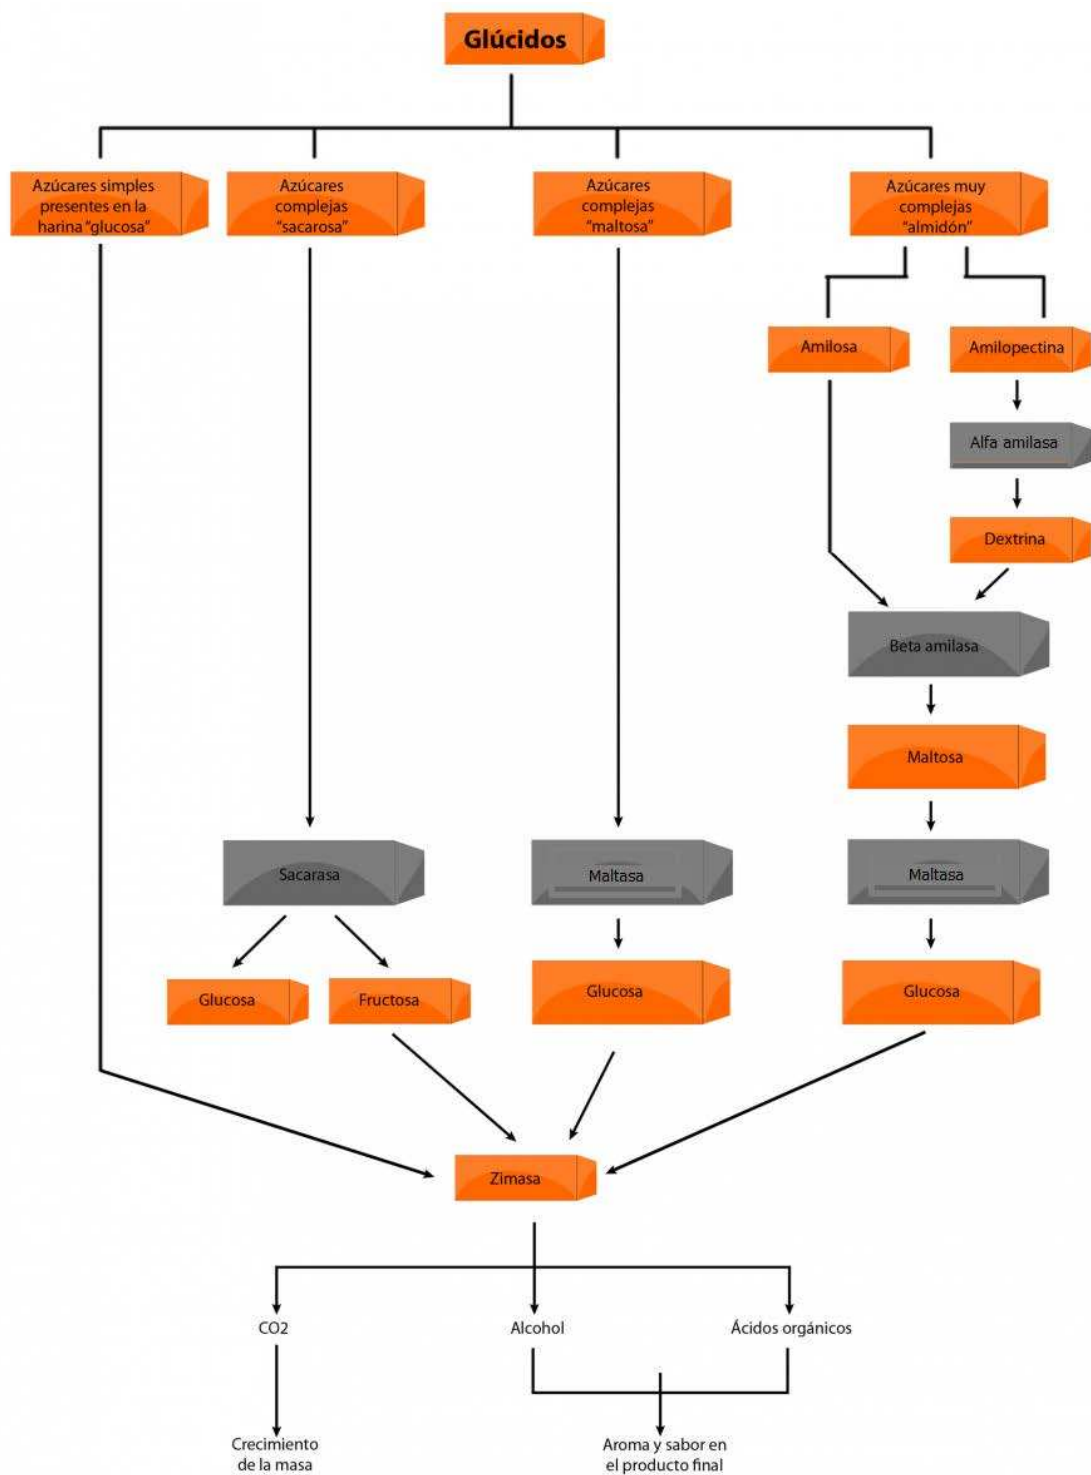 Glúcidos
Azúcares simples
presentes en la
harina "glucosa"
Azúcares
complejas
"sacarosa"
Azúcares
complejas
"maltosa"
Azúcares muy
complejas
"almidón"
Amilosa
Amilopectina
Alfa amilasa
Dextrina
Beta amilasa
Maltosa
Sacarasa
Maltasa
Maltasa
Glucosa
Fructosa
Glucosa
Glucosa
Zimasa
CO2
Alcohol
Ácidos orgánicos
Crecimiento
de la masa
Aroma y sabor en
el producto final